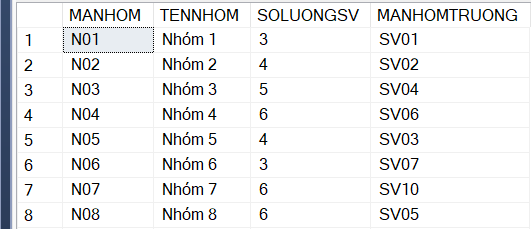 MANHOM TENNHOM SOLUONGSV MANHOMTRUONG
1 N01 Nhóm 1 3 SV01
2 N02 Nhóm 2 4 SV02
3 N03 Nhóm 3 5 SV04
4 N04 Nhóm 4 6 SV06
5 N05 Nhóm 5 4 SV03
6 N06 Nhóm 6 3 SV07
7 N07 Nhóm 7 6 SV10
8 N08 Nhóm 8 6 SV05